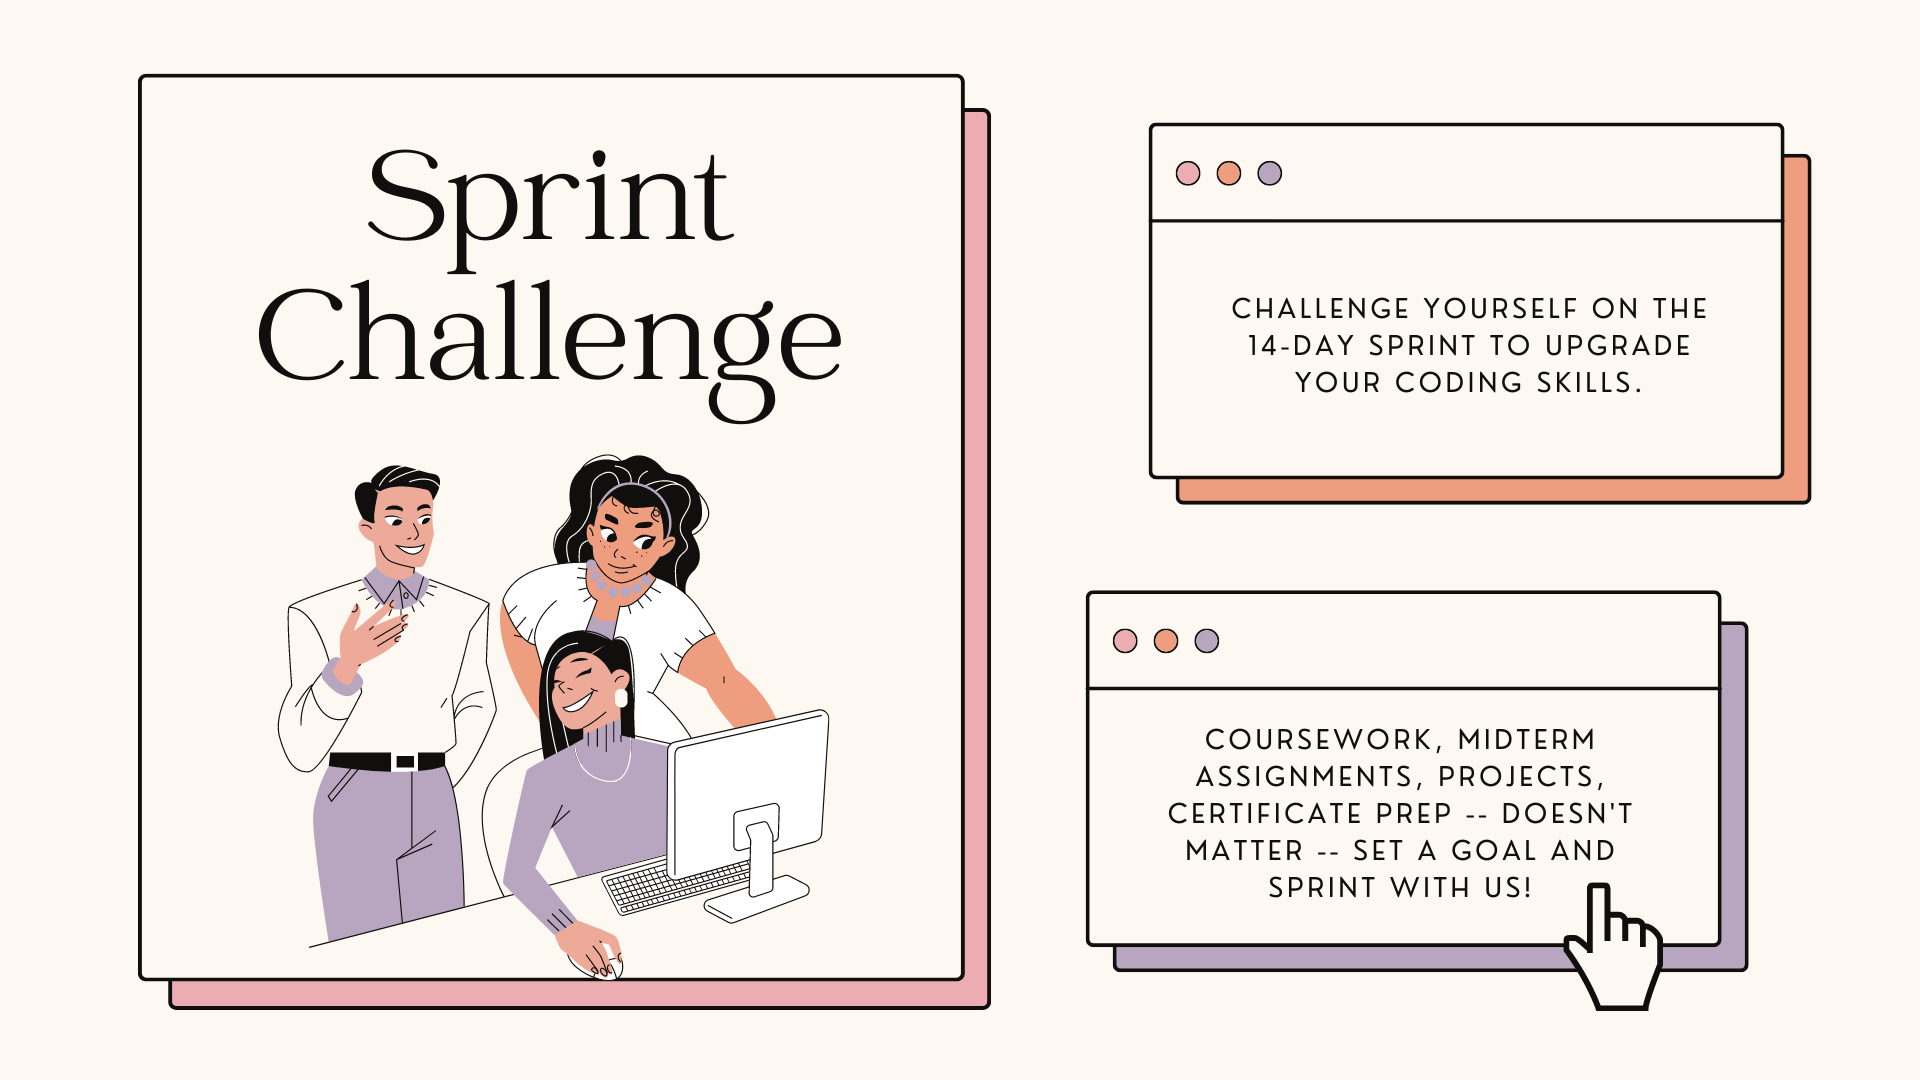 Sprint
Challenge
CHALLENGE YOURSELF ON THE
14-DAY SPRINT TO UPGRADE
YOUR CODING SKILLS.
COURSEWORK, MIDTERM
ASSIGNMENTS, PROJECTS,
CERTIFICATE PREP -- DOESN'T
MATTER -- SET A GOAL AND
SPRINT WITH US!